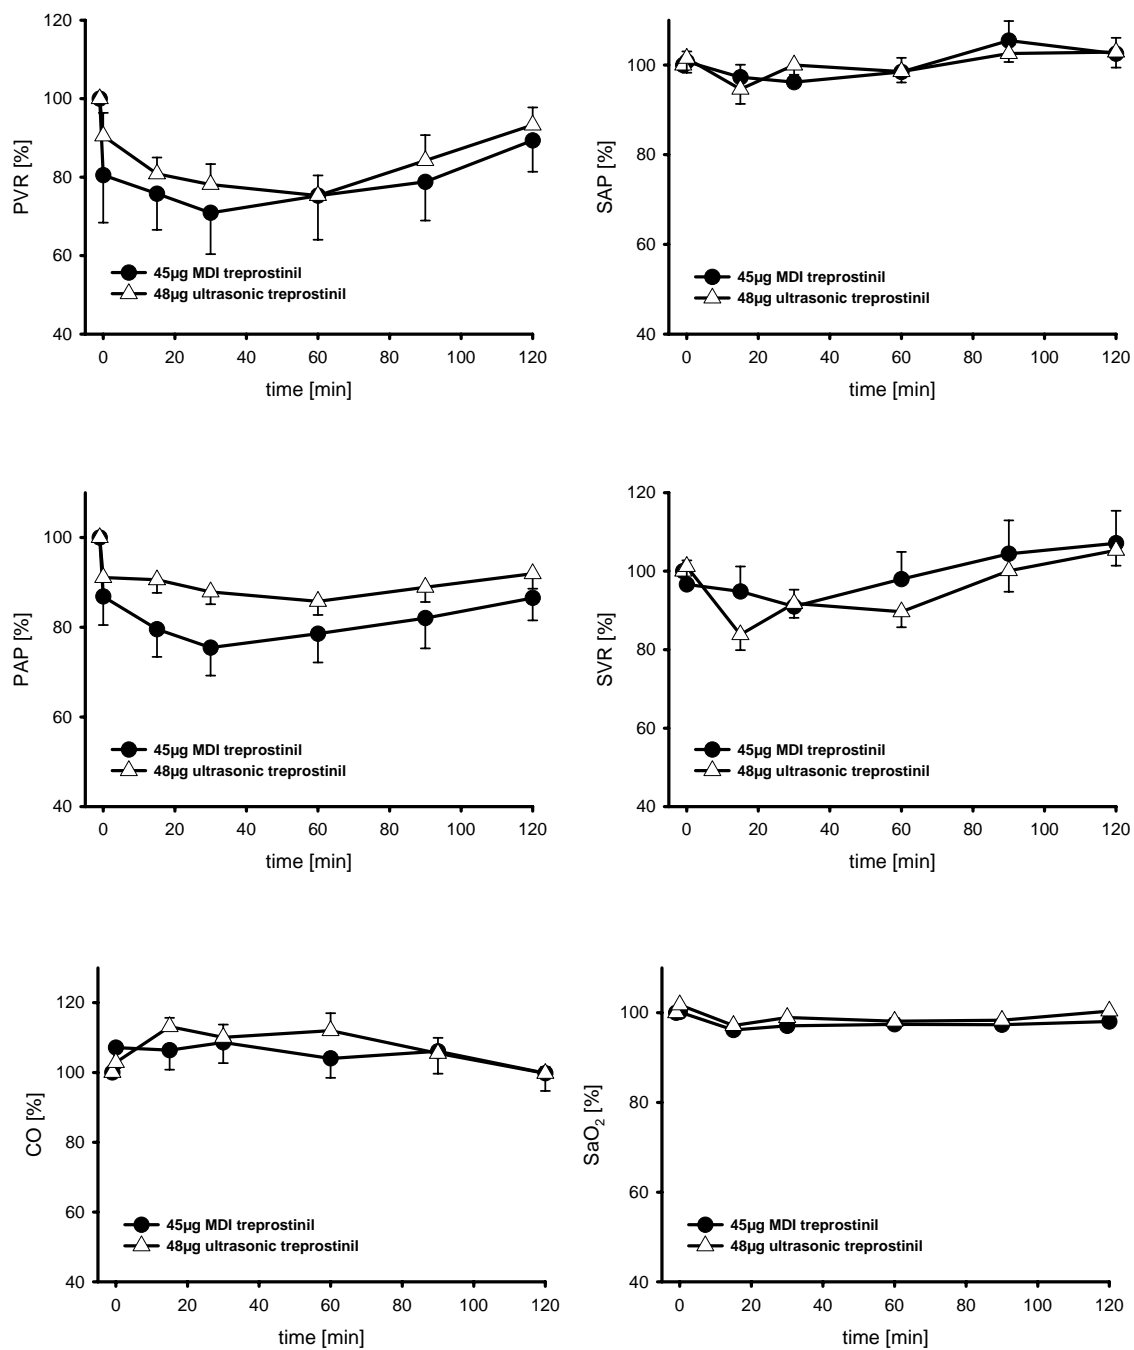 120
100
80
60
40
PVR [%]
45µg MDI treprostinil
48µg ultrasonic treprostinil
0 20 40 60 80 100 120
time [min]
100
80
60
40
SAP [%]
45µg MDI treprostinil
48µg ultrasonic treprostinil
0 20 40 60 80 100 120
time [min]
100
80
60
40
PAP [%]
45µg MDI treprostinil
48µg ultrasonic treprostinil
0 20 40 60 80 100 120
time [min]
120
100
80
60
40
SVR [%]
45µg MDI treprostinil
48µg ultrasonic treprostinil
0 20 40 60 80 100 120
time [min]
120
100
80
60
40
CO [%]
45µg MDI treprostinil
48µg ultrasonic treprostinil
0 20 40 60 80 100 120
time [min]
100
80
60
40
SaO₂ [%]
45µg MDI treprostinil
48µg ultrasonic treprostinil
0 20 40 60 80 100 120
time [min]